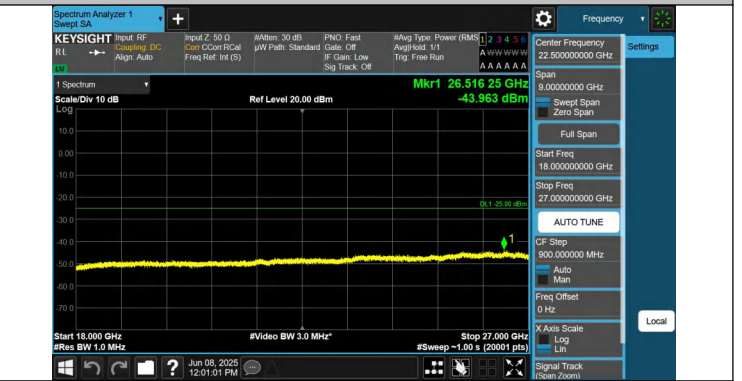 Spectrum Analyzer 1
Swept SA
Frequency
KEYSIGHT
Input: RF
Input Z: 50 Ω
#Atten: 30 dB
PNO: Fast
#Avg Type: Power (RMS
1 2 3 4 5 6
RL
Coupling: DC
Corr CCorr RCal
µW Path: Standard
Gate: Off
Avg|Hold: 1/1
A W W W W W
Align: Auto
Freq Ref: Int (S)
IF Gain: Low
Trig: Free Run
Sig Track: Off
A A A A A A
1 Spectrum
Mkr1 26.516 25 GHz
Scale/Div 10 dB
Ref Level 20.00 dBm
-43.963 dBm
Log
10.0
0.00
-10.0
-20.0
DL1 -25.00 dBm
-30.0
-40.0
1
-50.0
-60.0
-70.0
Start 18.000 GHz
#Video BW 3.0 MHz*
Stop 27.000 GHz
#Res BW 1.0 MHz
#Sweep ~1.00 s (20001 pts)
Jun 08, 2025
12:01:01 PM
Center Frequency
22.500000000 GHz
Settings
Span
9.00000000 GHz
Swept Span
Zero Span
Full Span
Start Freq
18.000000000 GHz
Stop Freq
27.000000000 GHz
AUTO TUNE
CF Step
900.000000 MHz
Auto
Man
Freq Offset
0 Hz
X Axis Scale
Log
Lin
Local
Signal Track
(Span Zoom)